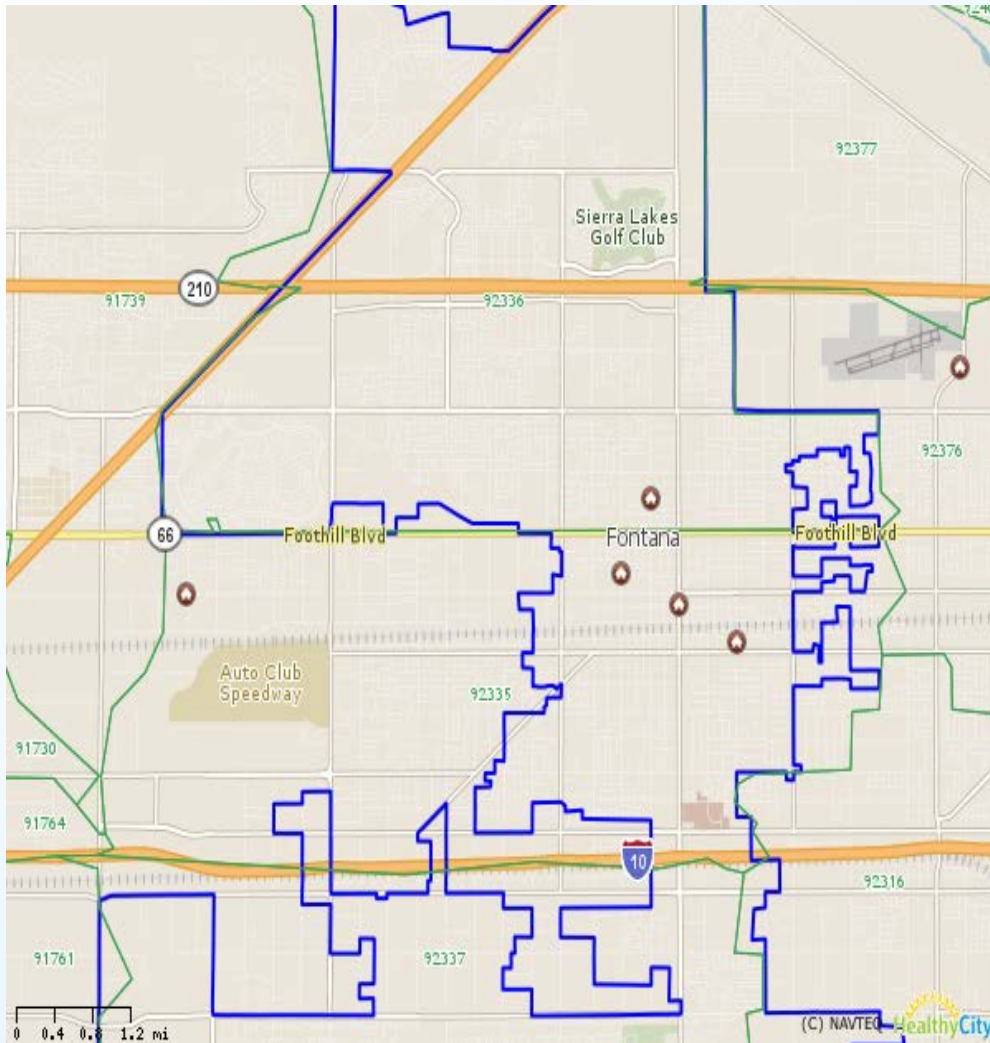 92377
Sierra Lakes
Golf Club
210
91739
92336
92376
66
Foothill Blvd
Fontana
Foothill Blvd
Auto Club
Speedway
92335
91730
91764
10
92316
91761
92337
0 0.4 0.8 1.2 mi
(C) NAVTEQ
HealthyCity